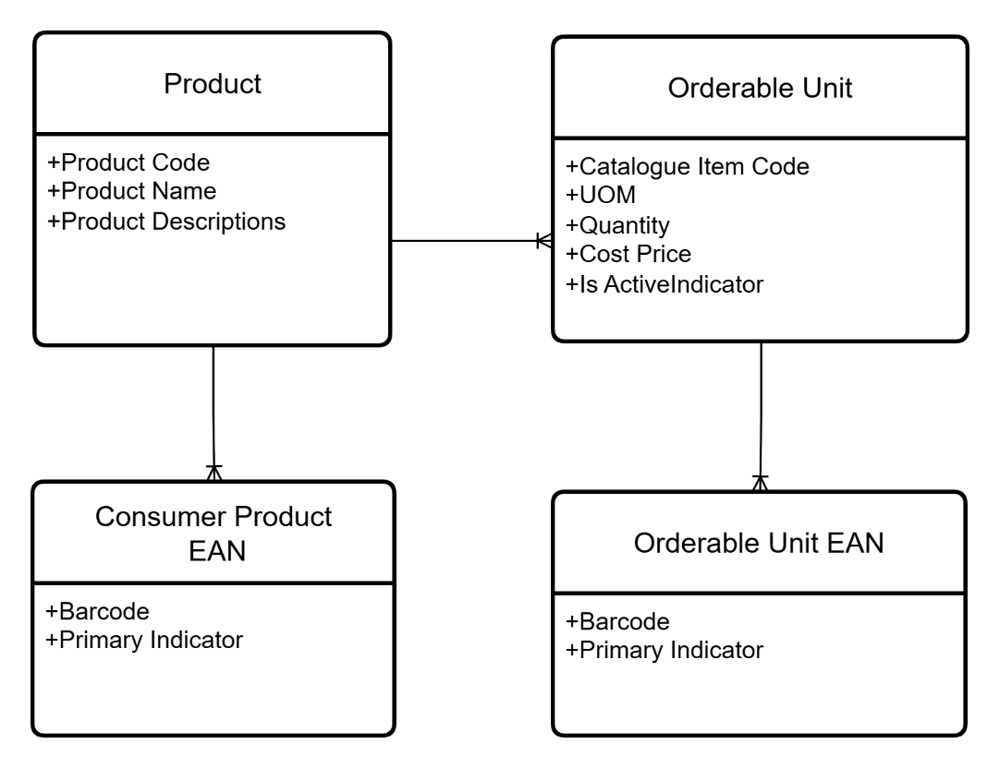 Product
+Product Code
+Product Name
+Product Descriptions
Orderable Unit
+Catalogue Item Code
+UOM
+Quantity
+Cost Price
+Is ActiveIndicator
Consumer Product
EAN
+Barcode
+Primary Indicator
Orderable Unit EAN
+Barcode
+Primary Indicator